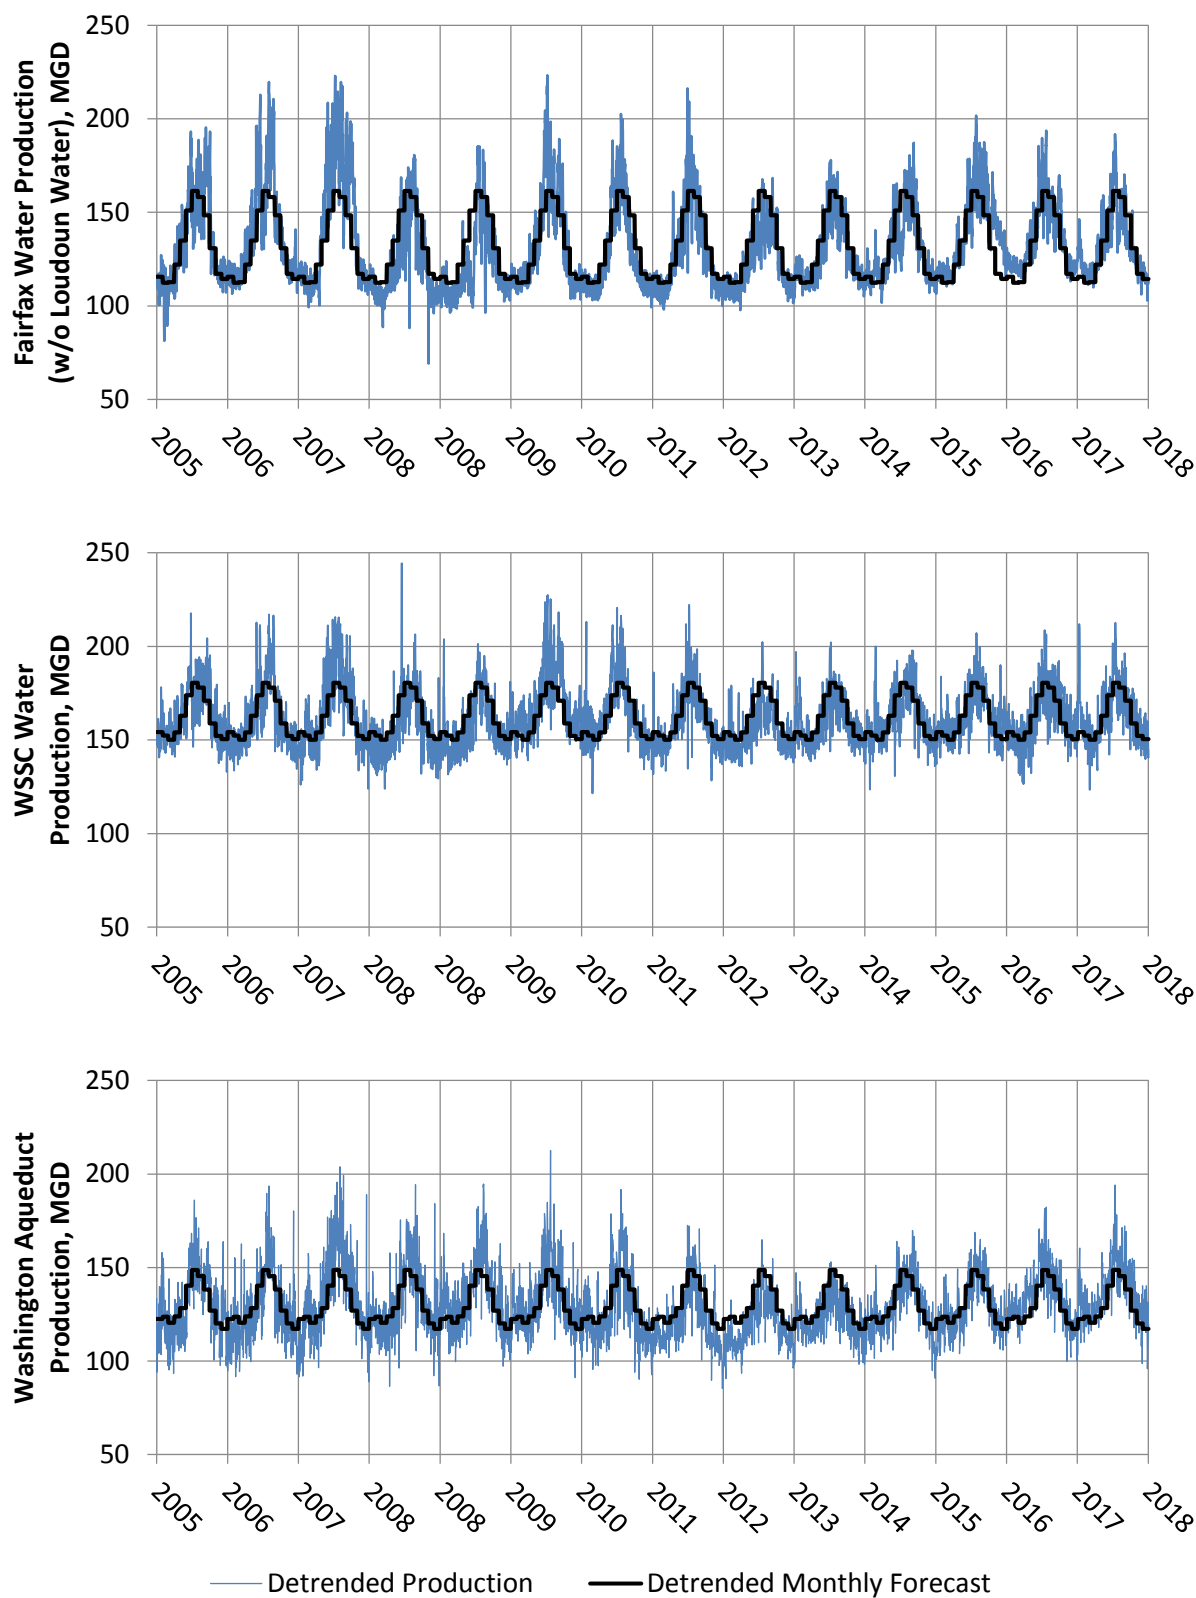 Fairfax Water Production
(w/o Loudoun Water), MGD
250
200
150
100
50
2005 2006 2007 2008 2008 2009 2010 2011 2012 2013 2014 2015 2016 2017 2018
WSSC Water
Production, MGD
250
200
150
100
50
2005 2006 2007 2008 2008 2009 2010 2011 2012 2013 2014 2015 2016 2017 2018
Washington Aqueduct
Production, MGD
250
200
150
100
50
2005 2006 2007 2008 2008 2009 2010 2011 2012 2013 2014 2015 2016 2017 2018
Detrended Production Detrended Monthly Forecast